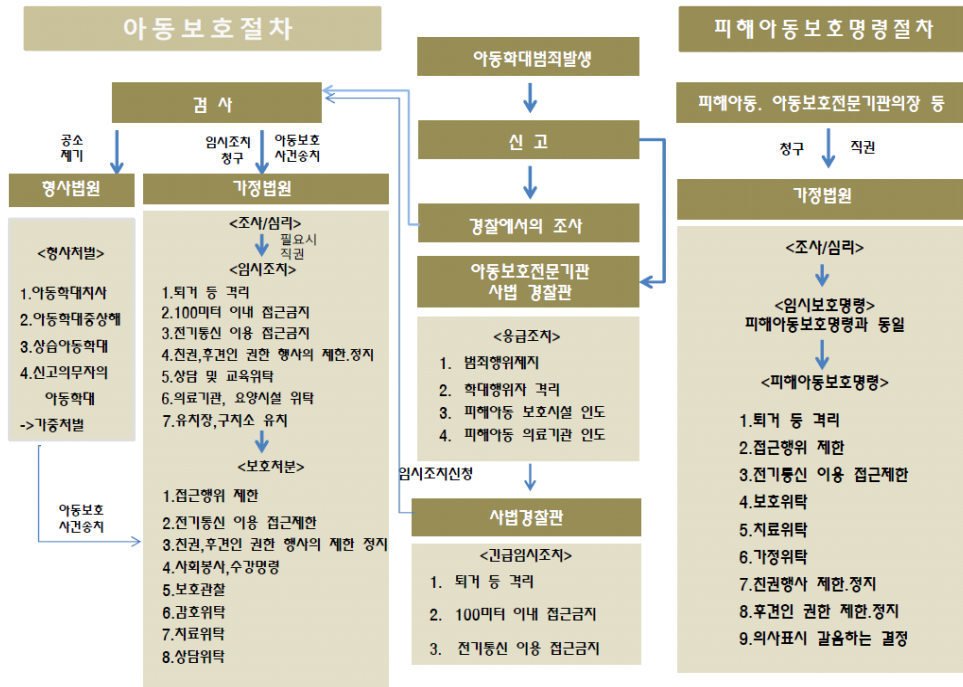 아동보호절차
피해아동보호명령절차
아동학대범죄발생
검 사
피해아동. 아동보호전문기관의장 등
공소
제기
임시조치
청구
아동보호
사건송치
신 고
청구
직권
형사법원
가정법원
경찰에서의 조사
가정법원
<형사처벌>
1.아동학대치사
2.아동학대중상해
3.상습아동학대
4.신고의무자의
아동학대
->가중처벌
<조사/심리>
필요시
직권
<임시조치>
1.퇴거 등 격리
2.100미터 이내 접근금지
3.전기통신 이용 접근금지
4.친권,후견인 권한 행사의 제한.정지
5.상담 및 교육위탁
6.의료기관, 요양시설 위탁
7.유치장,구치소 유치
<보호처분>
1.접근행위 제한
2.전기통신 이용 접근제한
3.친권,후견인 권한 행사의 제한 정지
4.사회봉사,수강명령
5.보호관찰
6.감호위탁
7.치료위탁
8.상담위탁
아동보호
사건송치
아동보호전문기관
사법 경찰관
<응급조치>
1. 범죄행위제지
2. 학대행위자 격리
3. 피해아동 보호시설 인도
4. 피해아동 의료기관 인도
임시조치신청
사법경찰관
<긴급임시조치>
1. 퇴거 등 격리
2. 100미터 이내 접근금지
3. 전기통신 이용 접근금지
<조사/심리>
<임시보호명령>
피해아동보호명령과 동일
<피해아동보호명령>
1.퇴거 등 격리
2.접근행위 제한
3.전기통신 이용 접근제한
4.보호위탁
5.치료위탁
6.가정위탁
7.친권행사 제한.정지
8.후견인 권한 제한.정지
9.의사표시 갈음하는 결정